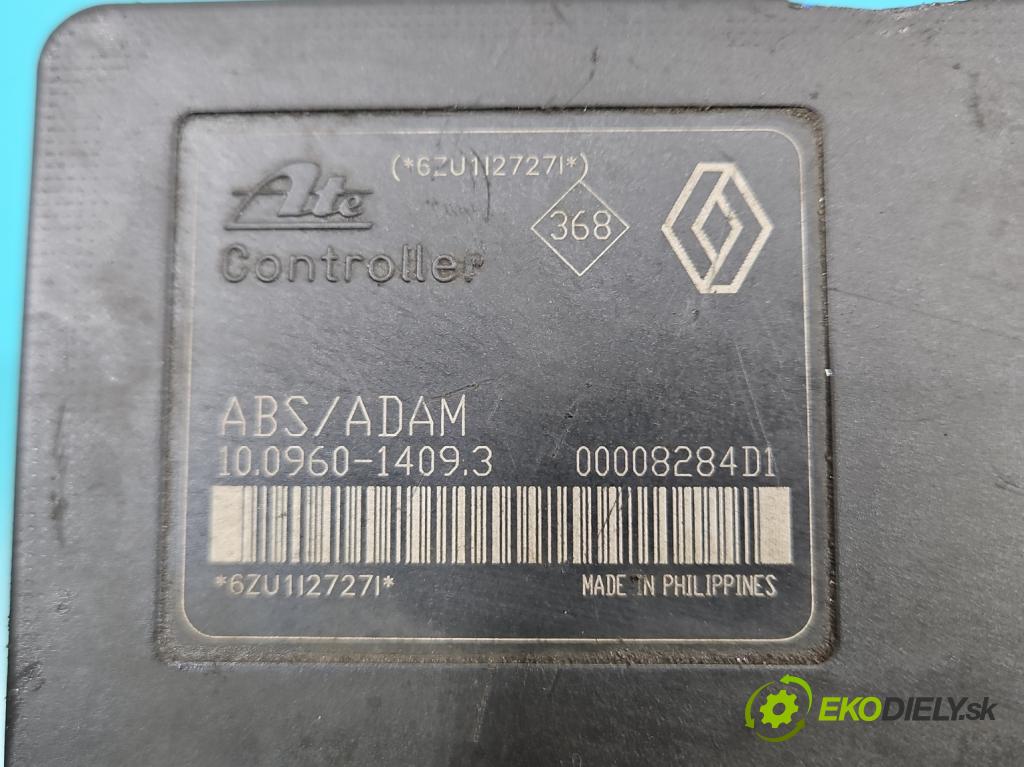 (*6ZU1I2727I*)
Ate
368
Controller
ABS/ADAM
10.0960-1409.3 00008284D1
*6ZU1I2727I*
MADE IN PHILIPPINES
EKODIELY.sk